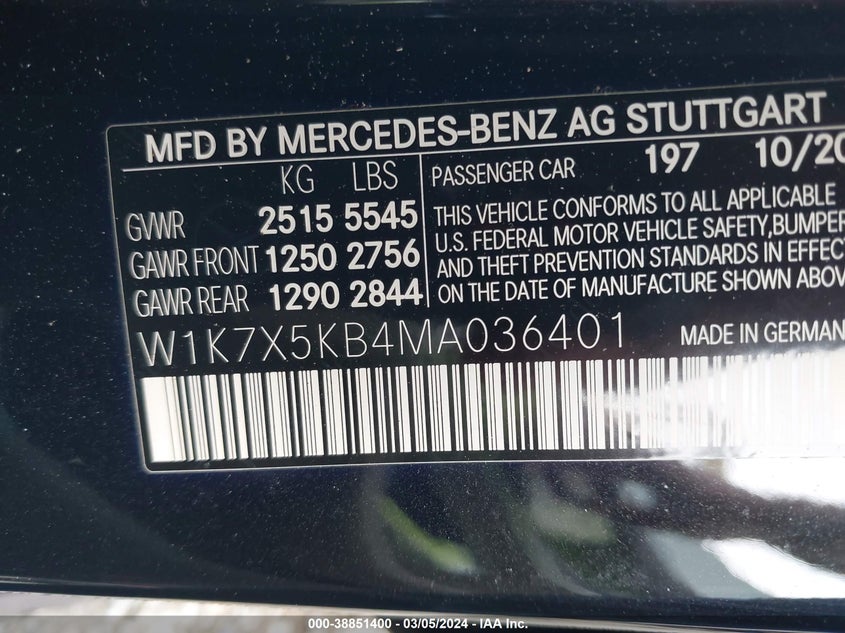 MFD BY MERCEDES-BENZ AG STUTTGART
KG LBS
PASSENGER CAR 197 10/20
GVWR 2515 5545
GAWR FRONT 1250 2756
GAWR REAR 1290 2844
THIS VEHICLE CONFORMS TO ALL APPLICABLE
U.S. FEDERAL MOTOR VEHICLE SAFETY,BUMPER
AND THEFT PREVENTION STANDARDS IN EFFECT
ON THE DATE OF MANUFACTURE SHOWN ABOVE
W1K7X5KB4MA036401
MADE IN GERMAN
000-38851400 - 03/05/2024 - IAA Inc.